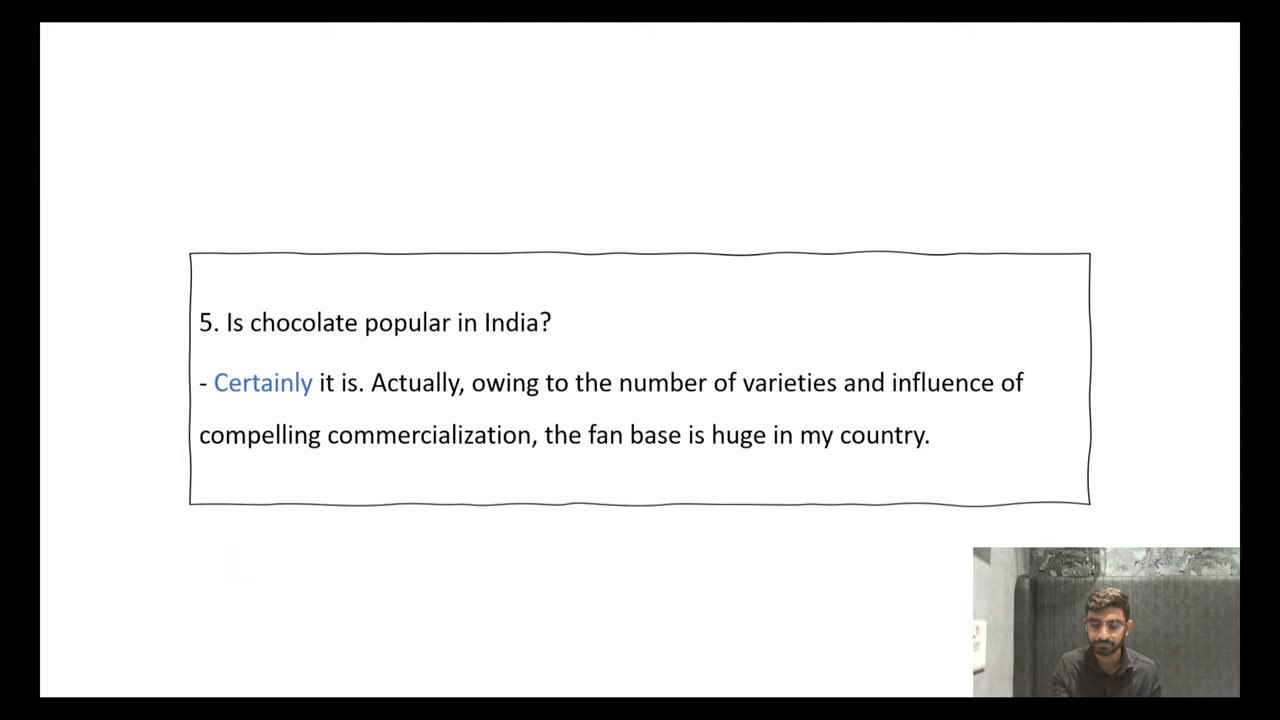 5. Is chocolate popular in India?
- Certainly it is. Actually, owing to the number of varieties and influence of
compelling commercialization, the fan base is huge in my country.